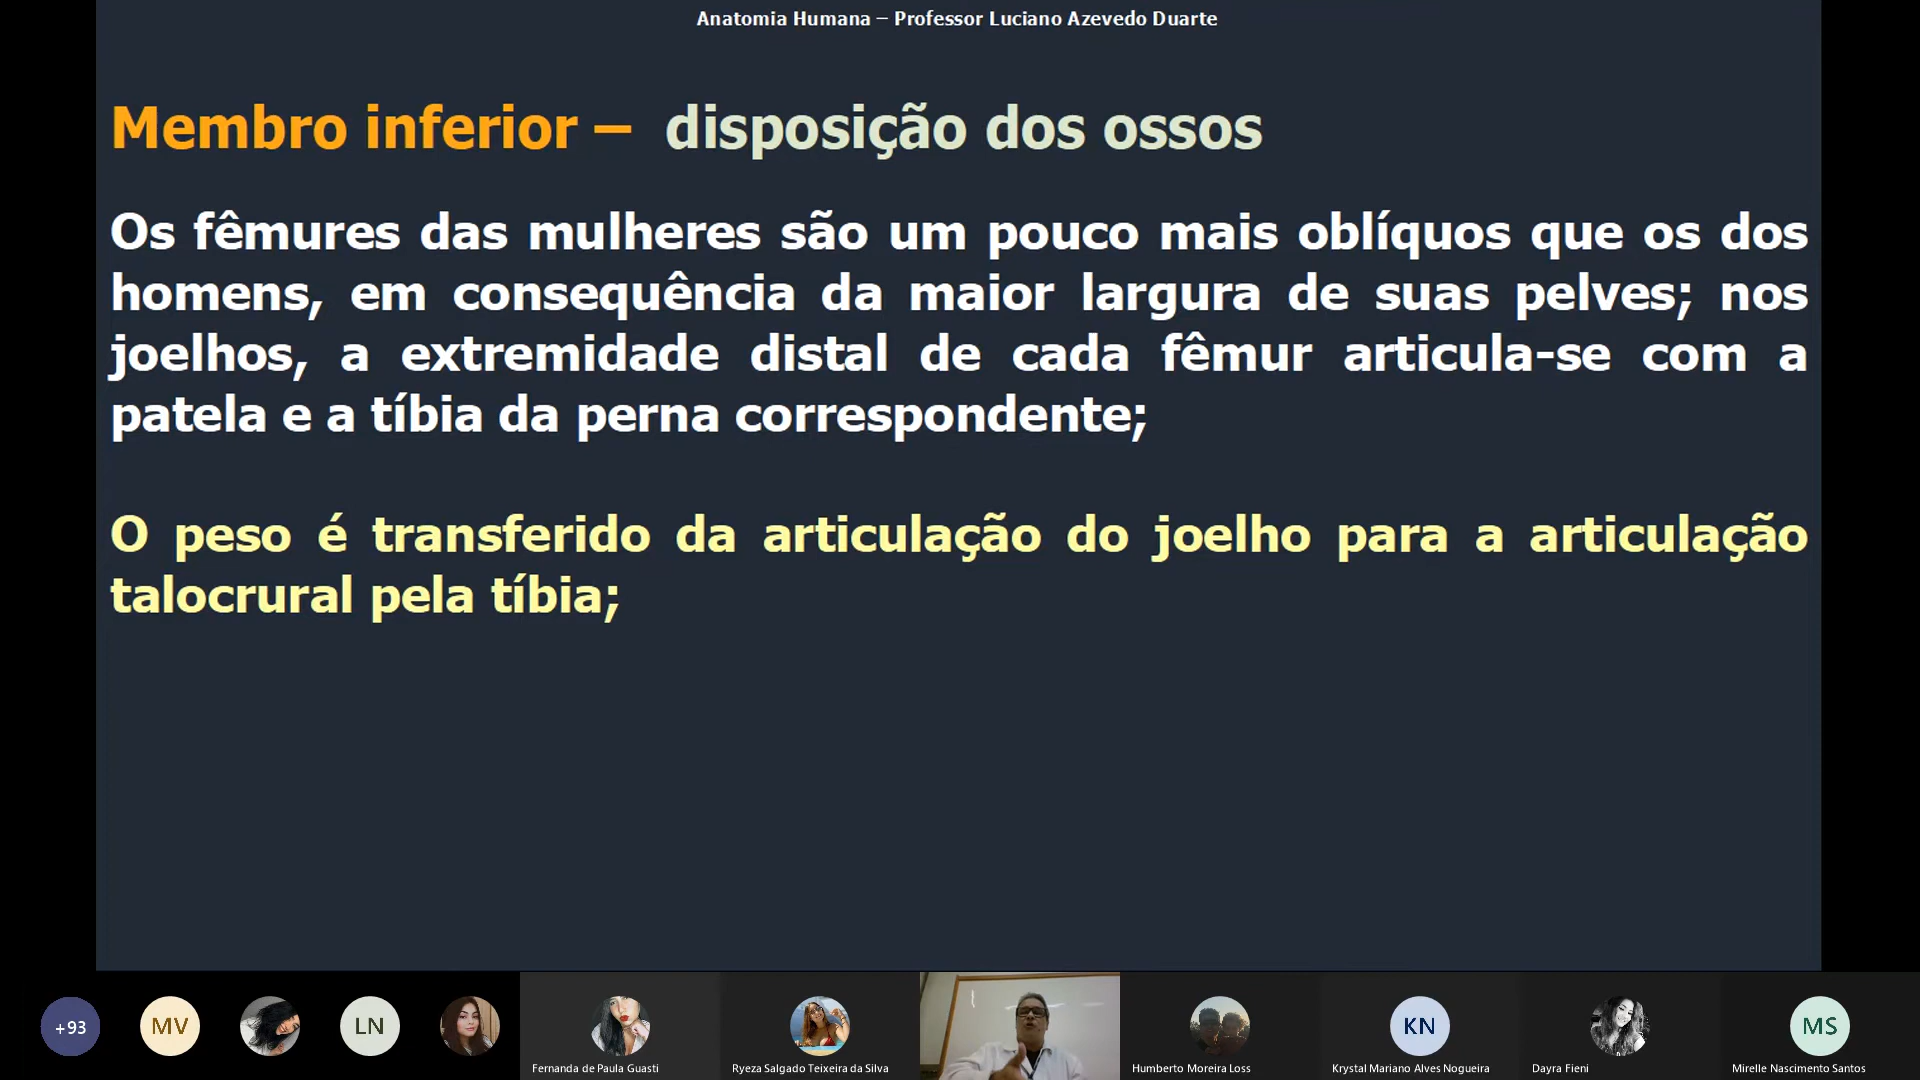 Anatomia Humana – Professor Luciano Azevedo Duarte
Membro inferior – disposição dos ossos
Os fêmures das mulheres são um pouco mais oblíquos que os dos
homens, em consequência da maior largura de suas pelves; nos
joelhos, a extremidade distal de cada fêmur articula-se com a
patela e a tíbia da perna correspondente;
O peso é transferido da articulação do joelho para a articulação
talocrural pela tíbia;
+93
MV
LN
KN
MS
Fernanda de Paula Guasti
Ryeza Salgado Teixeira da Silva
Humberto Moreira Loss
Krystal Mariano Alves Nogueira
Dayra Fieni
Mirelle Nascimento Santos